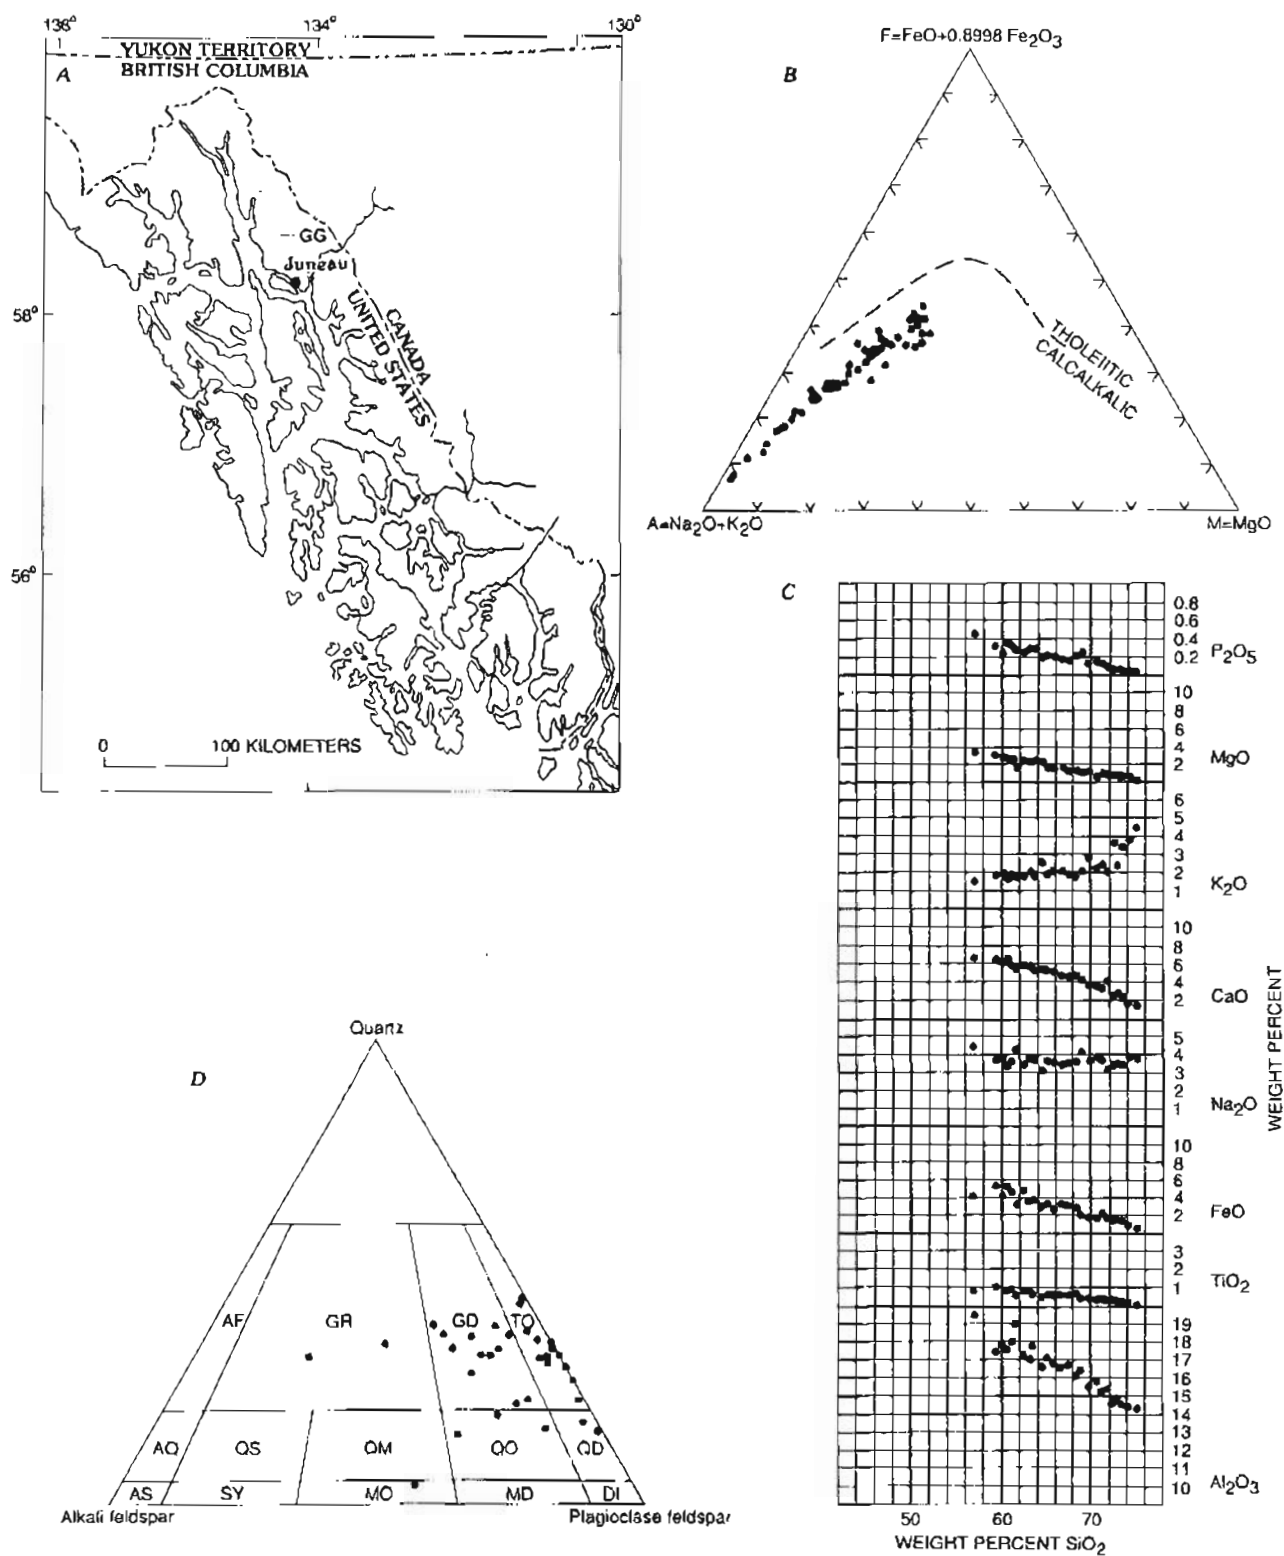 138° 134° 130°
YUKON TERRITORY
BRITISH COLUMBIA
A
GG
Juneau
58°
CANADA
UNITED STATES
56°
0 100 KILOMETERS
134° 130°
B
F=FeO+0.8998 Fe2O3
THOLEIITIC
CALCALKALIC
A=Na2O+K2O M=MgO
C
0.8
0.6
0.4
0.2
P2O5
10
8
6
4
2
MgO
6
5
4
3
2
1
K2O
10
8
6
4
2
CaO
5
4
3
2
1
Na2O
10
8
6
4
2
FeO
3
2
1
TiO2
19
18
17
16
15
14
13
12
11
10
Al2O3
WEIGHT PERCENT
50 60 70
WEIGHT PERCENT SiO2
D
Quartz
AF GR GD TO
AQ QS QM QO QD
AS SY MO MD DI
Alkali feldspar Plagioclase feldspar